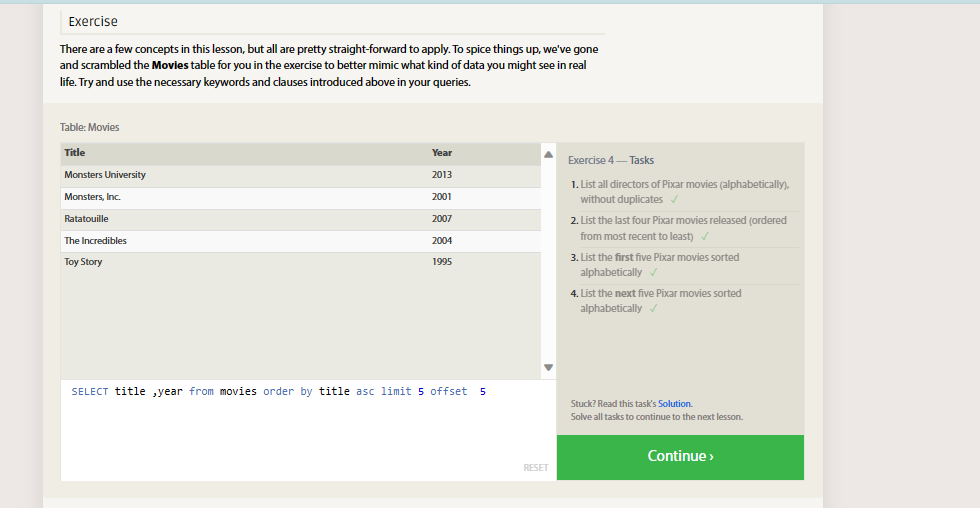 Exercise
There are a few concepts in this lesson, but all are pretty straight-forward to apply. To spice things up, we've gone
and scrambled the Movies table for you in the exercise to better mimic what kind of data you might see in real
life. Try and use the necessary keywords and clauses introduced above in your queries.
Table: Movies
Title Year
Monsters University 2013
Monsters, Inc. 2001
Ratatouille 2007
The Incredibles 2004
Toy Story 1995
SELECT title ,year from movies order by title asc limit 5 offset  5
RESET
Exercise 4 — Tasks
1. List all directors of Pixar movies (alphabetically),
without duplicates ✓
2. List the last four Pixar movies released (ordered
from most recent to least) ✓
3. List the first five Pixar movies sorted
alphabetically ✓
4. List the next five Pixar movies sorted
alphabetically ✓
Stuck? Read this task's Solution.
Solve all tasks to continue to the next lesson.
Continue ›